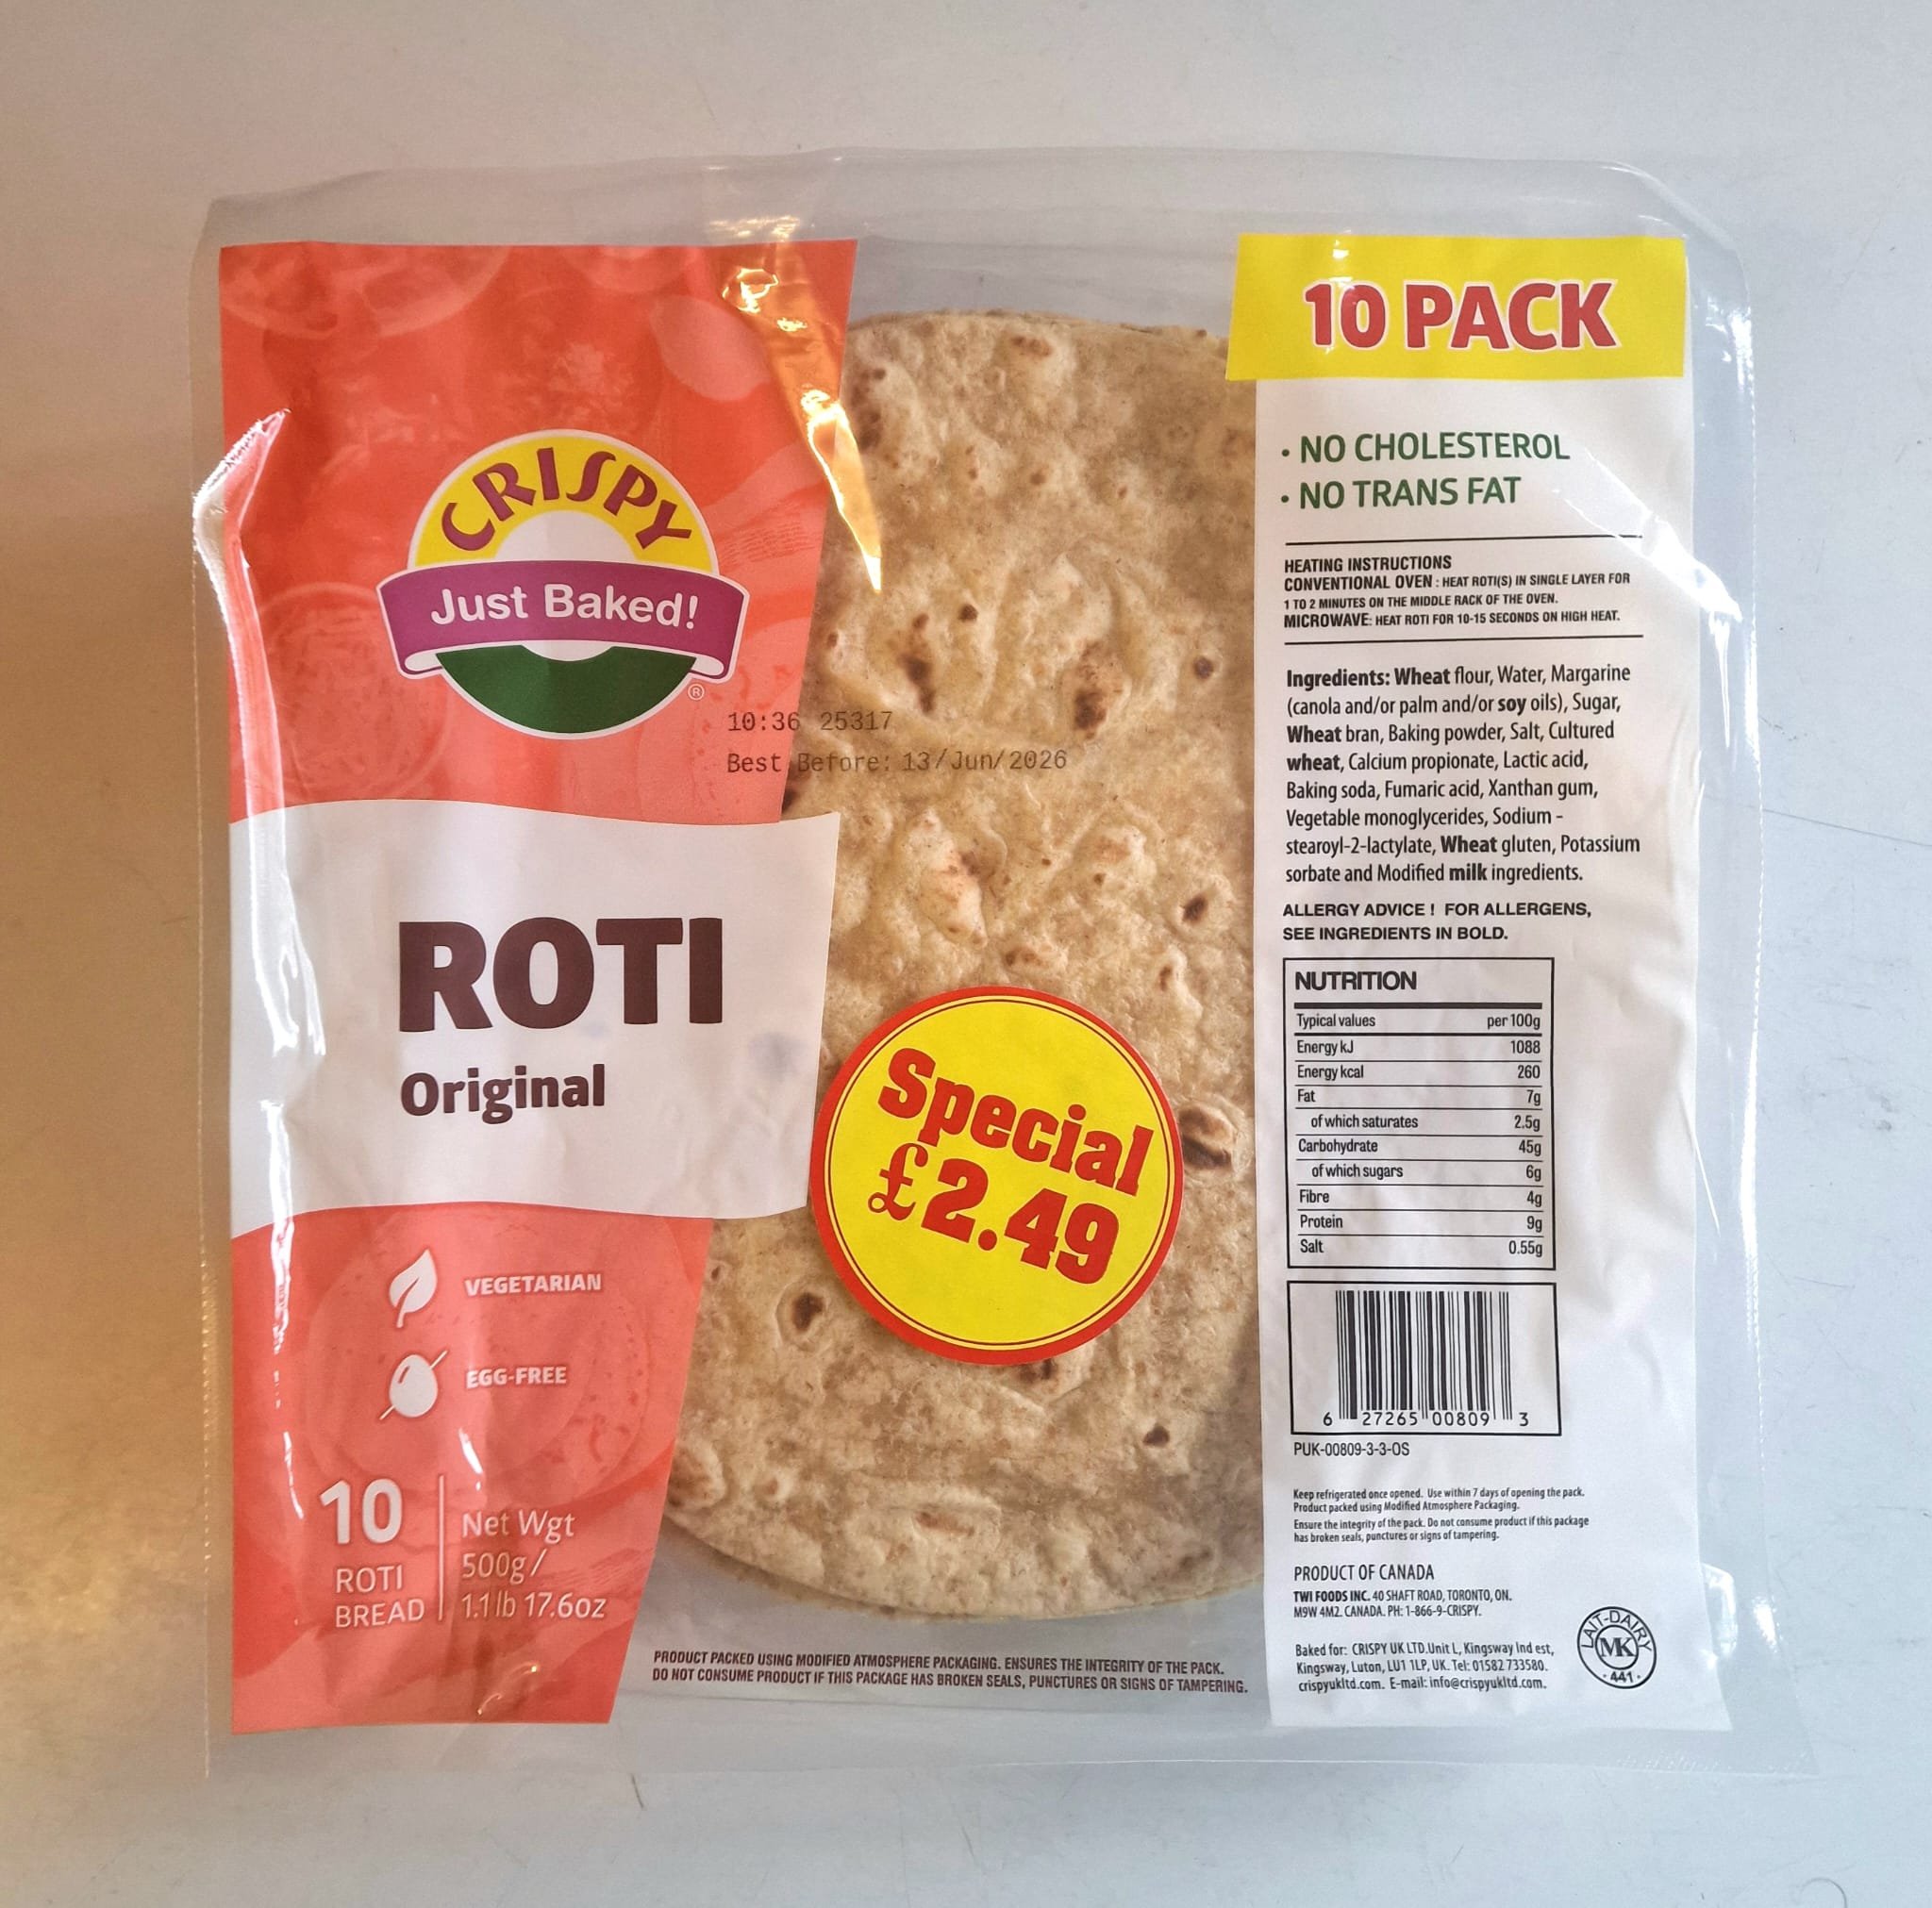 CRISPY
Just Baked!
®
10:36 25317
Best Before: 13/Jun/2026
ROTI
Original
VEGETARIAN
EGG-FREE
10
ROTI
BREAD
Net Wgt
500g/
1.1 lb 17.6oz
Special
£2.49
PRODUCT PACKED USING MODIFIED ATMOSPHERE PACKAGING. ENSURES THE INTEGRITY OF THE PACK.
DO NOT CONSUME PRODUCT IF THIS PACKAGE HAS BROKEN SEALS, PUNCTURES OR SIGNS OF TAMPERING.
10 PACK
• NO CHOLESTEROL
• NO TRANS FAT
HEATING INSTRUCTIONS
CONVENTIONAL OVEN : HEAT ROTI(S) IN SINGLE LAYER FOR
1 TO 2 MINUTES ON THE MIDDLE RACK OF THE OVEN.
MICROWAVE: HEAT ROTI FOR 10-15 SECONDS ON HIGH HEAT.
Ingredients: Wheat flour, Water, Margarine
(canola and/or palm and/or soy oils), Sugar,
Wheat bran, Baking powder, Salt, Cultured
wheat, Calcium propionate, Lactic acid,
Baking soda, Fumaric acid, Xanthan gum,
Vegetable monoglycerides, Sodium -
stearoyl-2-lactylate, Wheat gluten, Potassium
sorbate and Modified milk ingredients.
ALLERGY ADVICE ! FOR ALLERGENS,
SEE INGREDIENTS IN BOLD.
NUTRITION
Typical values per 100g
Energy kJ 1088
Energy kcal 260
Fat 7g
of which saturates 2.5g
Carbohydrate 45g
of which sugars 6g
Fibre 4g
Protein 9g
Salt 0.55g
6 27265 00809 3
PUK-00809-3-3-OS
Keep refrigerated once opened. Use within 7 days of opening the pack.
Product packed using Modified Atmosphere Packaging.
Ensure the integrity of the pack. Do not consume product if this package
has broken seals, punctures or signs of tampering.
PRODUCT OF CANADA
TWI FOODS INC. 40 SHAFT ROAD, TORONTO, ON.
M9W 4M2. CANADA. PH: 1-866-9-CRISPY.
Baked for: CRISPY UK LTD.Unit L, Kingsway Ind est,
Kingsway, Luton, LU1 1LP, UK. Tel: 01582 733580.
crispyukltd.com. E-mail: info@crispyukltd.com.
LAIT-DAIRY
MK
· 441 ·